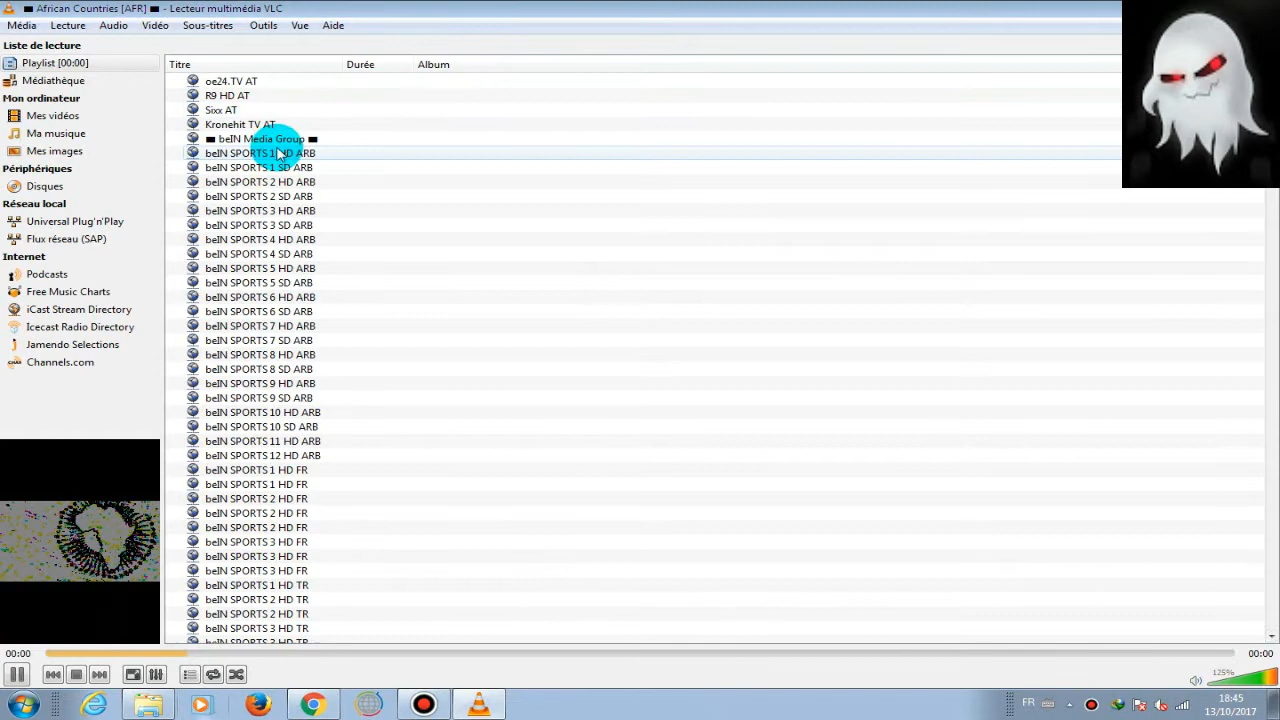 African Countries [AFR] - Lecteur multimédia VLC
Média Lecture Audio Vidéo Sous-titres Outils Vue Aide
Liste de lecture
Playlist [00:00]
Médiathèque
Mon ordinateur
Mes vidéos
Ma musique
Mes images
Périphériques
Disques
Réseau local
Universal Plug'n'Play
Flux réseau (SAP)
Internet
Podcasts
Free Music Charts
iCast Stream Directory
Icecast Radio Directory
Jamendo Selections
Channels.com
Titre Durée Album
oe24.TV AT
R9 HD AT
Sixx AT
Kronehit TV AT
beIN Media Group
beIN SPORTS 1 HD ARB
beIN SPORTS 1 SD ARB
beIN SPORTS 2 HD ARB
beIN SPORTS 2 SD ARB
beIN SPORTS 3 HD ARB
beIN SPORTS 3 SD ARB
beIN SPORTS 4 HD ARB
beIN SPORTS 4 SD ARB
beIN SPORTS 5 HD ARB
beIN SPORTS 5 SD ARB
beIN SPORTS 6 HD ARB
beIN SPORTS 6 SD ARB
beIN SPORTS 7 HD ARB
beIN SPORTS 7 SD ARB
beIN SPORTS 8 HD ARB
beIN SPORTS 8 SD ARB
beIN SPORTS 9 HD ARB
beIN SPORTS 9 SD ARB
beIN SPORTS 10 HD ARB
beIN SPORTS 10 SD ARB
beIN SPORTS 11 HD ARB
beIN SPORTS 12 HD ARB
beIN SPORTS 1 HD FR
beIN SPORTS 1 HD FR
beIN SPORTS 2 HD FR
beIN SPORTS 2 HD FR
beIN SPORTS 2 HD FR
beIN SPORTS 3 HD FR
beIN SPORTS 3 HD FR
beIN SPORTS 3 HD FR
beIN SPORTS 1 HD TR
beIN SPORTS 2 HD TR
beIN SPORTS 2 HD TR
beIN SPORTS 3 HD TR
beIN SPORTS 3 HD TR
00:00 00:00
125%
FR 18:45
13/10/2017